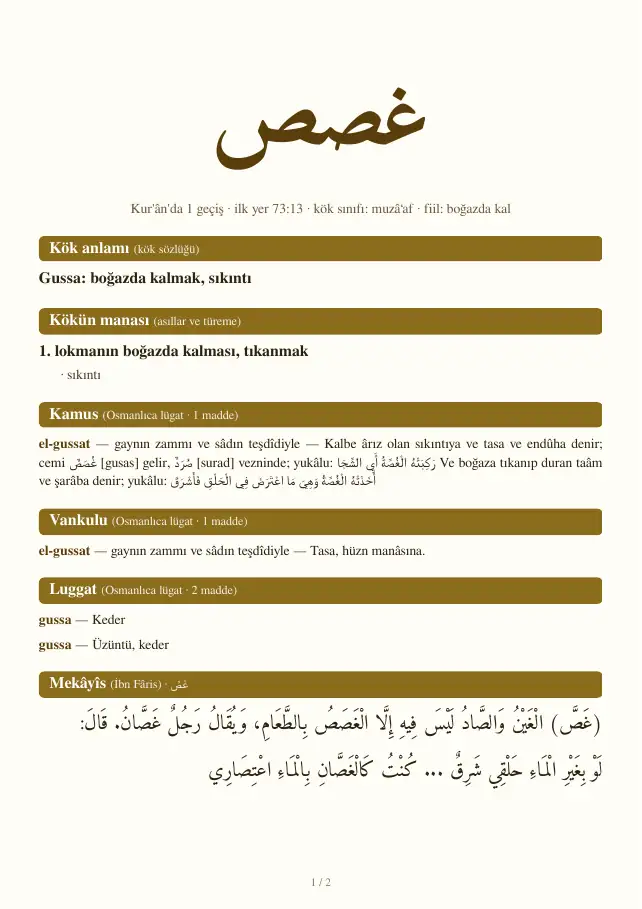 غصص
Kur'ân'da 1 geçiş · ilk yer 73:13 · kök sınıfı: muzâ'af · fiil: boğazda kal
Kök anlamı (kök sözlüğü)
Gussa: boğazda kalmak, sıkıntı
Kökün manası (asıllar ve türeme)
1. lokmanın boğazda kalması, tıkanmak
· sıkıntı
Kamus (Osmanlıca lügat · 1 madde)
el-gussat — gaynın zammı ve sâdın teşdîdiyle — Kalbe ârız olan sıkıntıya ve tasa ve endûha denir;
cemi غُصَصٌ [gusas] gelir, صُرَدٌ [surad] vezninde; yukâlu: رَكِبَتْهُ الْغُصَّةُ أَيِ الشَّجَا Ve boğaza tıkanıp duran taâm
ve şarâba denir; yukâlu: أَخَذَتْهُ الْغُصَّةُ وَهِيَ مَا اعْتَرَضَ فِي الْحَلْقِ فَأَشْرَقَ
Vankulu (Osmanlıca lügat · 1 madde)
el-gussat — gaynın zammı ve sâdın teşdîdiyle — Tasa, hüzn manâsına.
Luggat (Osmanlıca lügat · 2 madde)
gussa — Keder
gussa — Üzüntü, keder
Mekâyîs (İbn Fâris) · غصّ
(غَصَّ) الْغَيْنُ وَالصَّادُ لَيْسَ فِيهِ إِلَّا الْغَصَصُ بِالطَّعَامِ، وَيُقَالُ رَجُلٌ غَصَّانُ. قَالَ:
لَوْ بِغَيْرِ الْمَاءِ حَلْقِي شَرِقٌ ... كُنْتُ كَالْغَصَّانِ بِالْمَاءِ اعْتِصَارِي
1 / 2